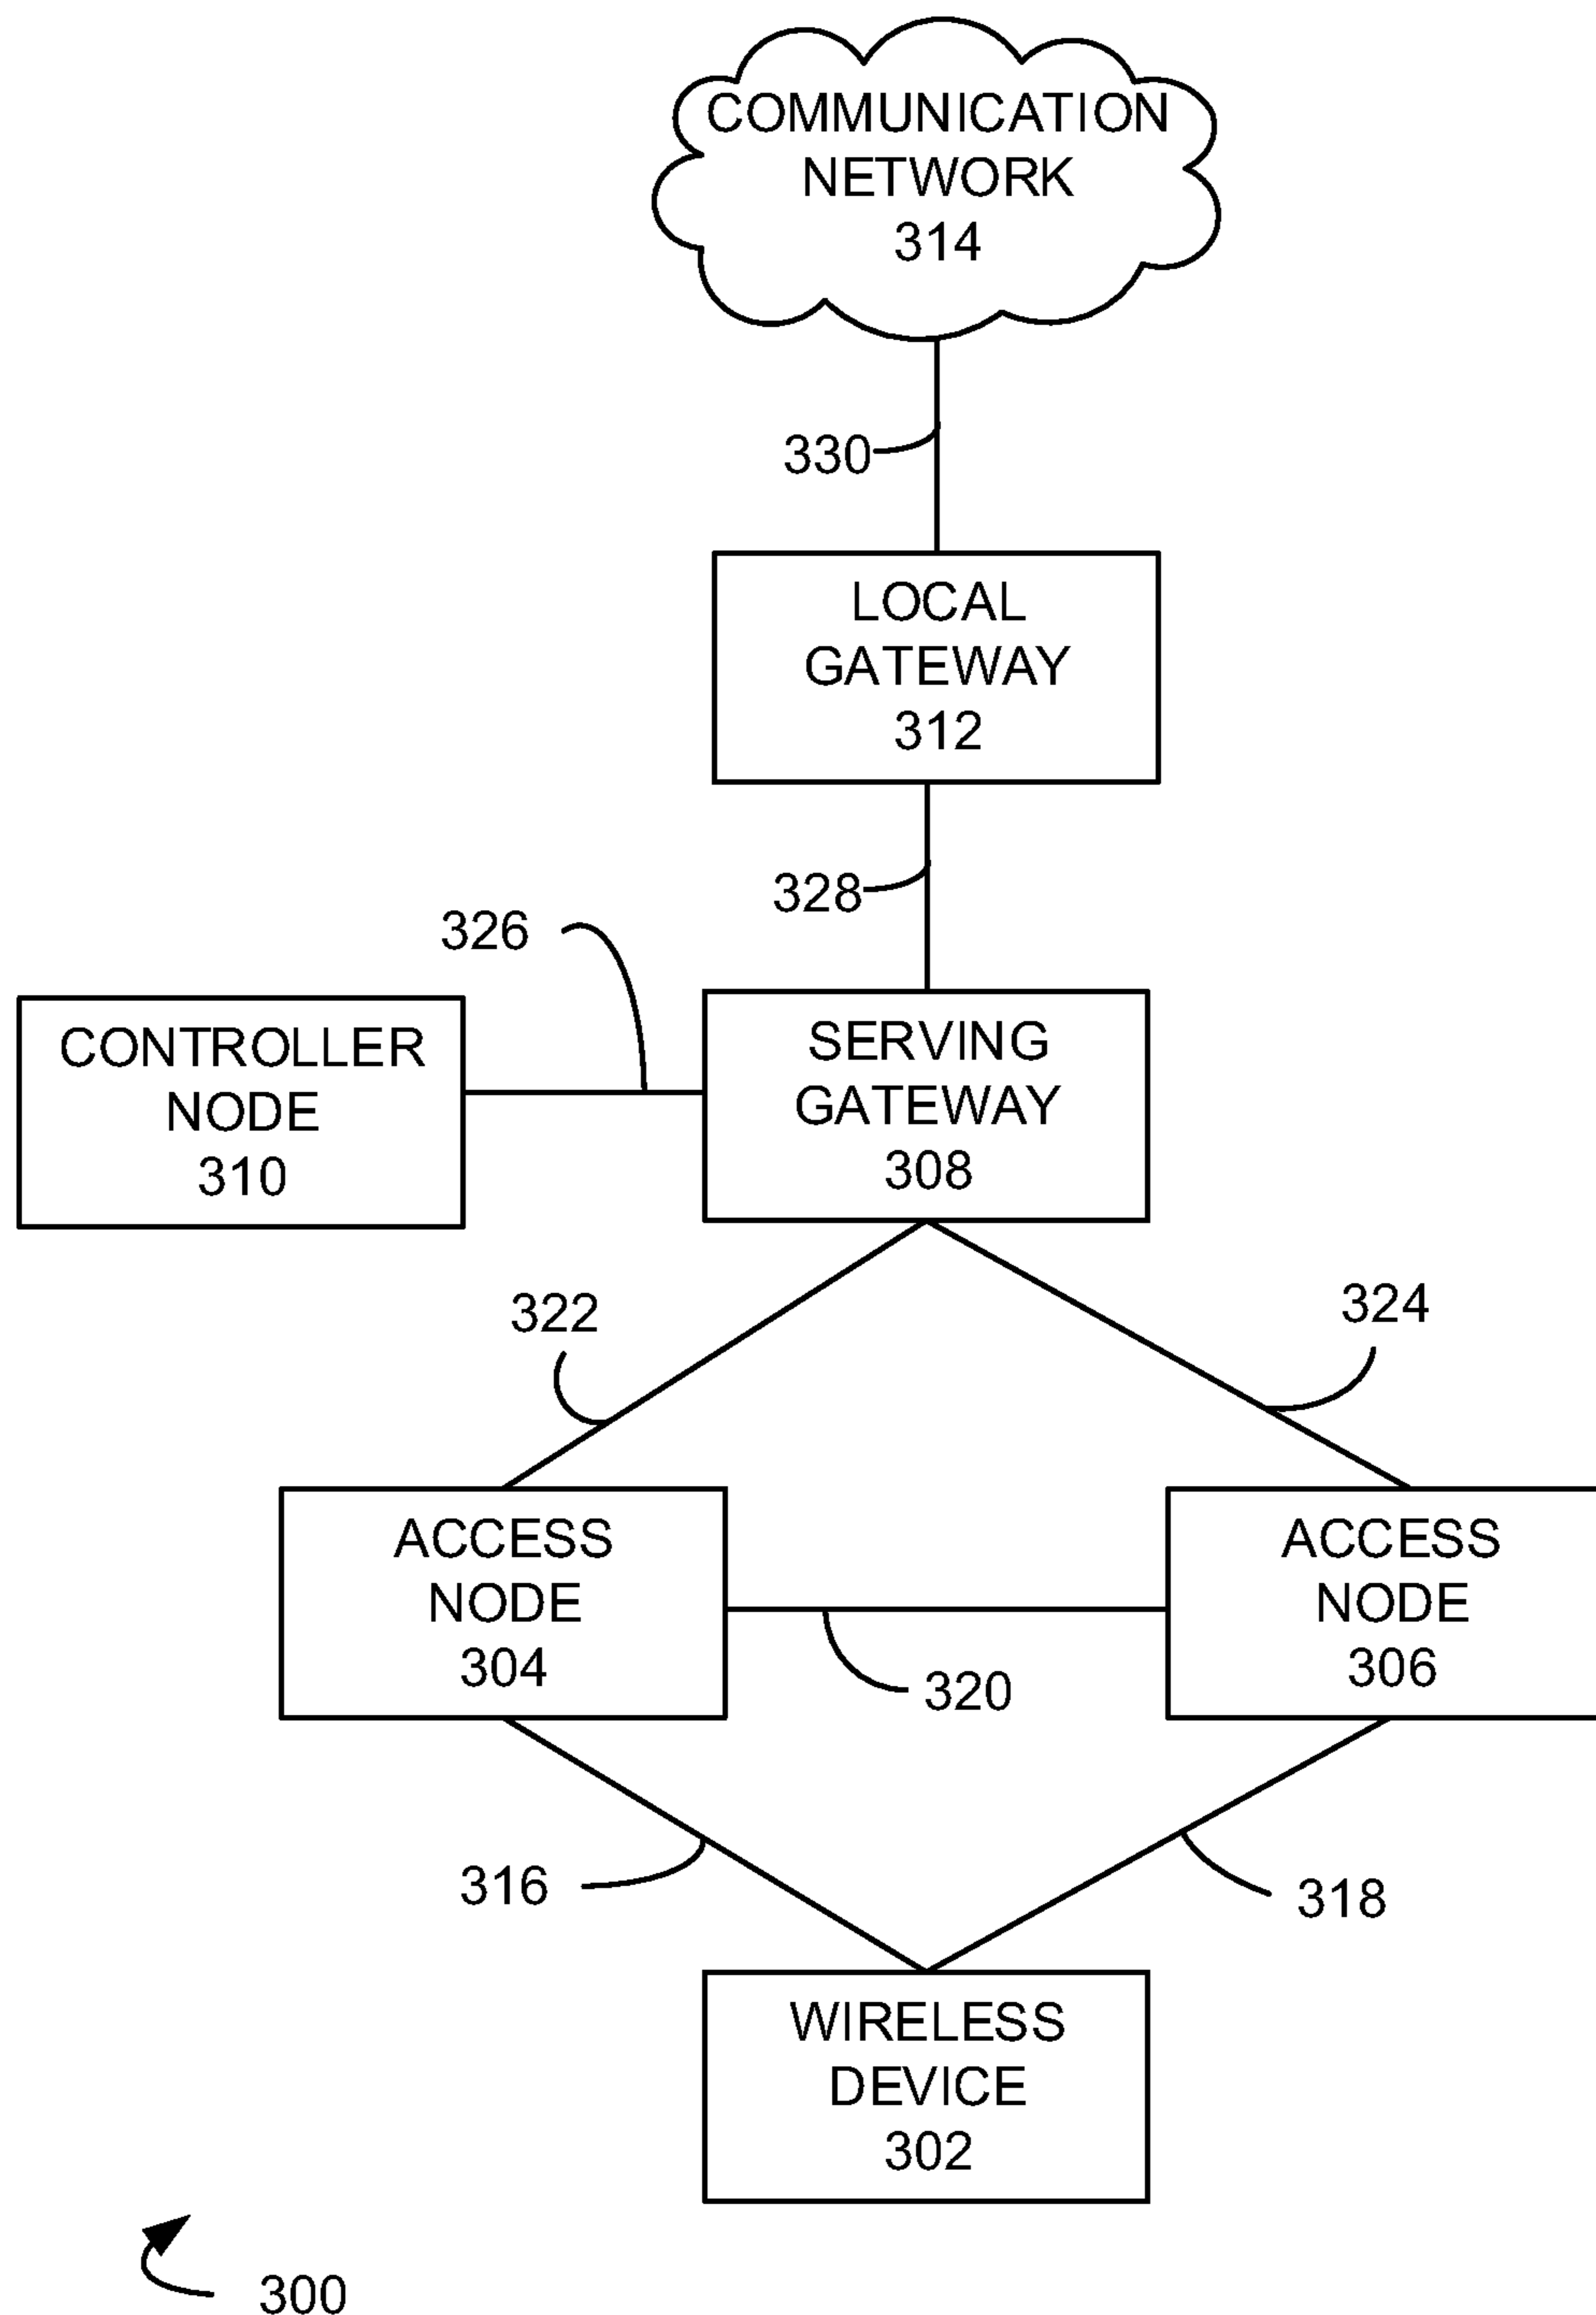 COMMUNICATION
NETWORK
314
330
LOCAL
GATEWAY
312
328
326
CONTROLLER
NODE
310
SERVING
GATEWAY
308
322
324
ACCESS
NODE
304
ACCESS
NODE
306
320
316
318
WIRELESS
DEVICE
302
300